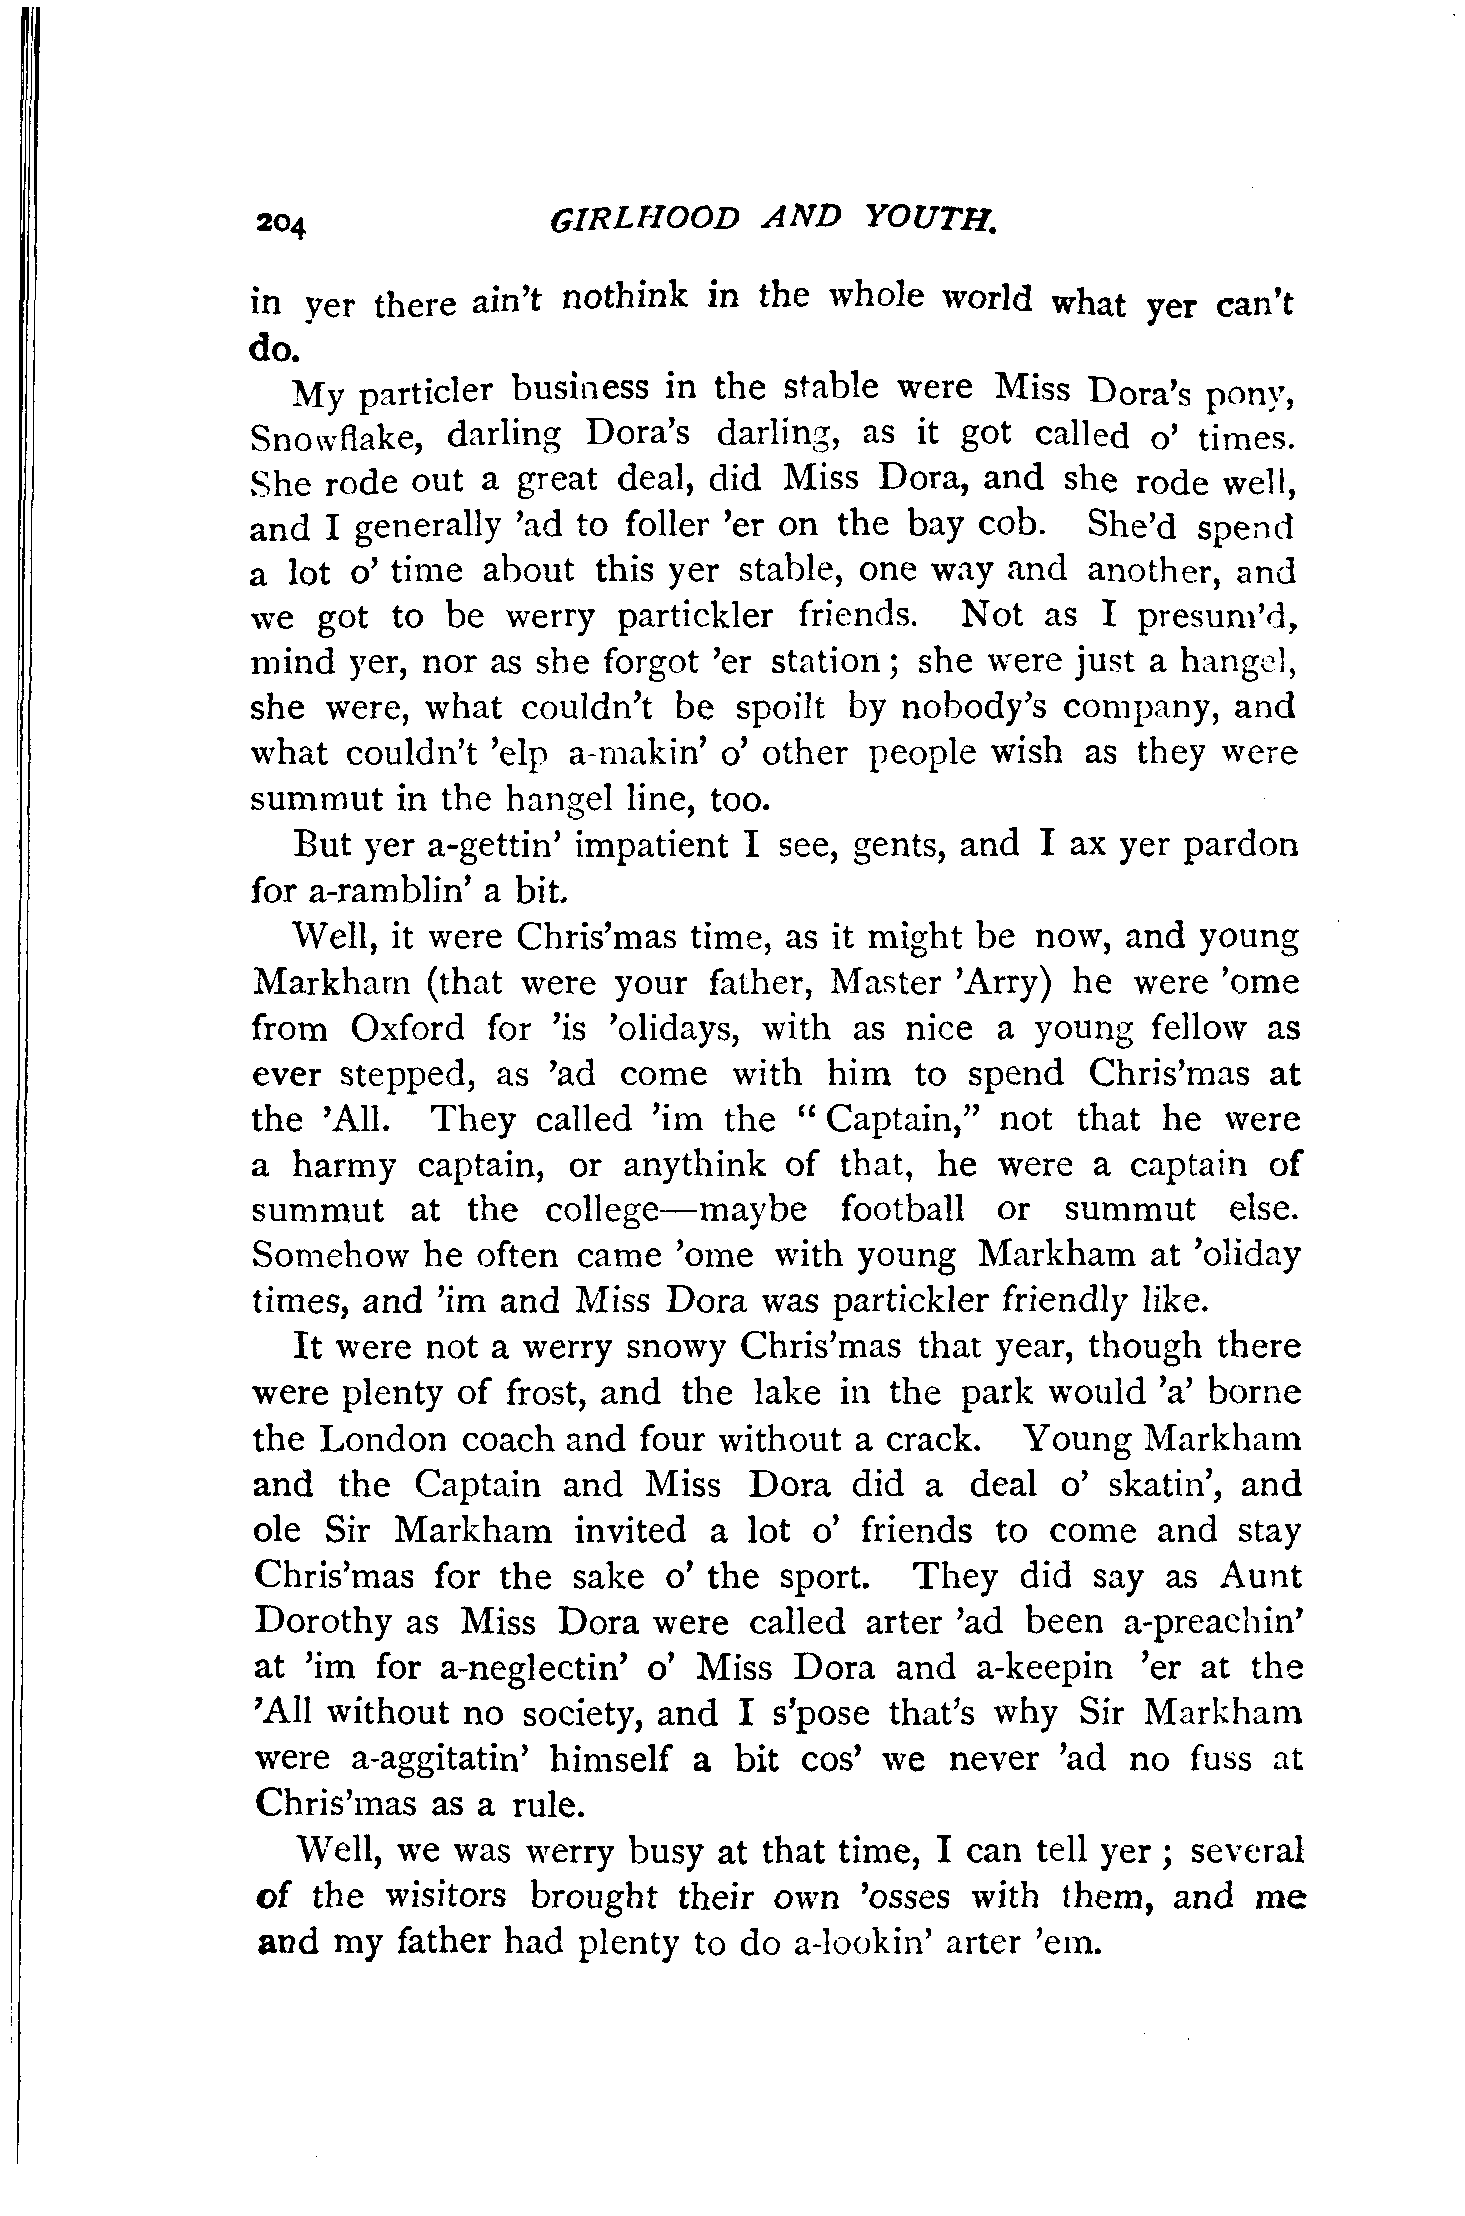 204 GIRLHOOD AND YOUTH.
in yer there ain't nothink in the whole world what yer can't
do.
My particler business in the stable were Miss Dora's pony,
Snowflake, darling Dora's darling, as it got called o' times.
She rode out a great deal, did Miss Dora, and she rode well,
and I generally 'ad to foller 'er on the bay cob. She'd spend
a lot o' time about this yer stable, one way and another, and
we got to be werry partickler friends. Not as I presum'd,
mind yer, nor as she forgot 'er station; she were just a hangel,
she were, what couldn't be spoilt by nobody's company, and
what couldn't 'elp a-makin' o' other people wish as they were
summut in the hangel line, too.
But yer a-gettin' impatient I see, gents, and I ax yer pardon
for a-ramblin' a bit.
Well, it were Chris'mas time, as it might be now, and young
Markham (that were your father, Master 'Arry) he were 'ome
from Oxford for 'is 'olidays, with as nice a young fellow as
ever stepped, as 'ad come with him to spend Chris'mas at
the 'All. They called 'im the "Captain," not that he were
a harmy captain, or anythink of that, he were a captain of
summut at the college—maybe football or summut else.
Somehow he often came 'ome with young Markham at 'oliday
times, and 'im and Miss Dora was partickler friendly like.
It were not a werry snowy Chris'mas that year, though there
were plenty of frost, and the lake in the park would 'a' borne
the London coach and four without a crack. Young Markham
and the Captain and Miss Dora did a deal o' skatin', and
ole Sir Markham invited a lot o' friends to come and stay
Chris'mas for the sake o' the sport. They did say as Aunt
Dorothy as Miss Dora were called arter 'ad been a-preachin'
at 'im for a-neglectin' o' Miss Dora and a-keepin 'er at the
'All without no society, and I s'pose that's why Sir Markham
were a-aggitatin' himself a bit cos' we never 'ad no fuss at
Chris'mas as a rule.
Well, we was werry busy at that time, I can tell yer; several
of the wisitors brought their own 'osses with them, and me
and my father had plenty to do a-lookin' arter 'em.